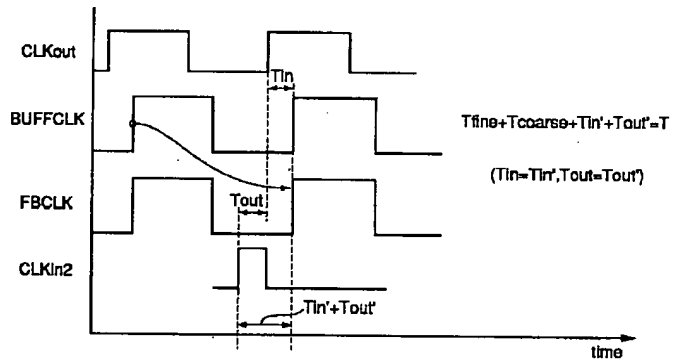 CLKout
Tin
BUFFCLK
Tfine+Tcoarse+Tin'+Tout'=T
(Tin=Tin',Tout=Tout')
Tout
FBCLK
CLKin2
Tin'+Tout'
time